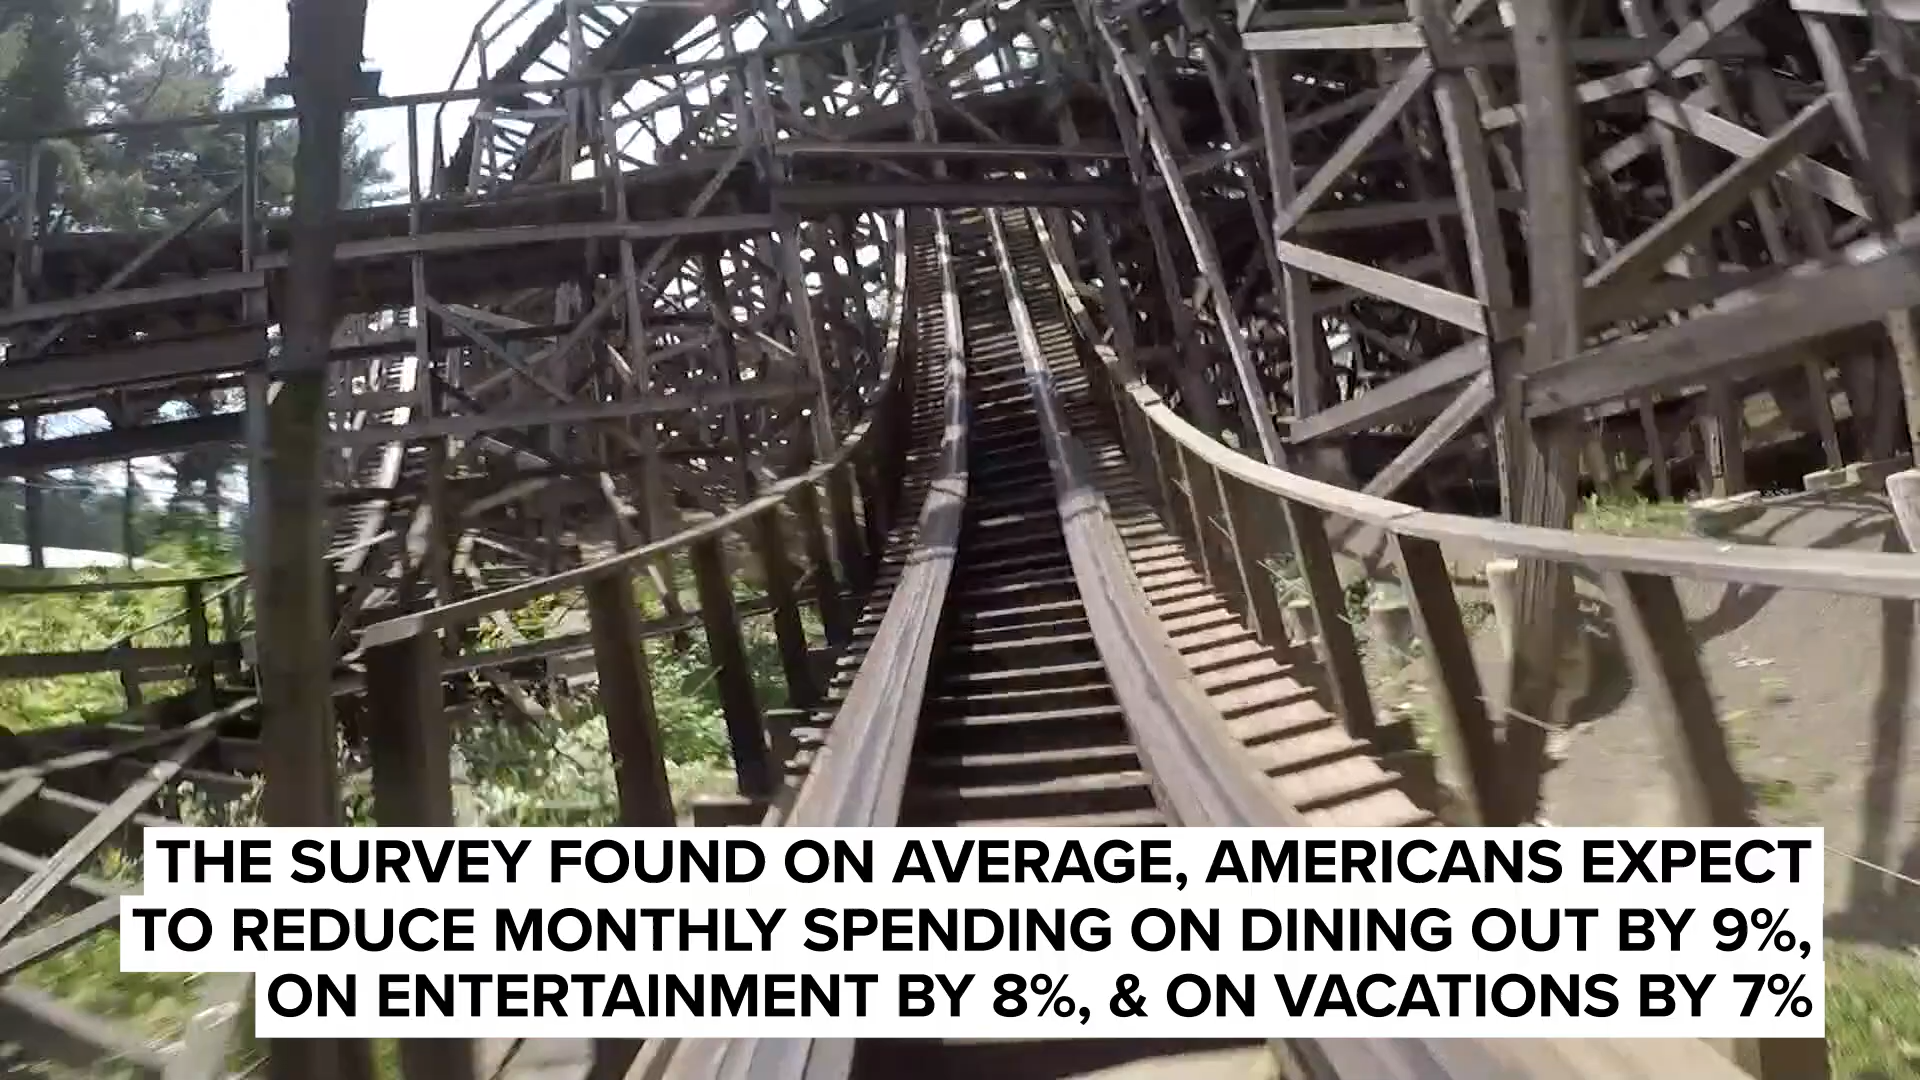 THE SURVEY FOUND ON AVERAGE, AMERICANS EXPECT
TO REDUCE MONTHLY SPENDING ON DINING OUT BY 9%,
ON ENTERTAINMENT BY 8%, & ON VACATIONS BY 7%